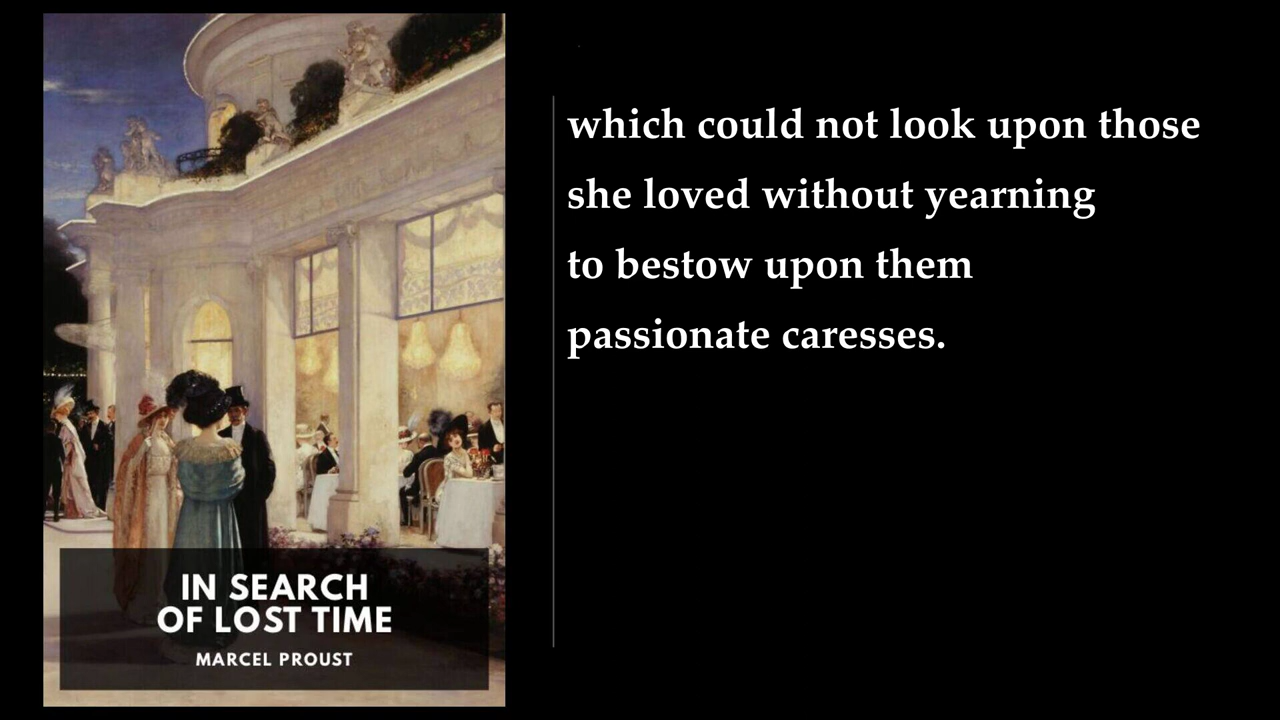 which could not look upon those
she loved without yearning
to bestow upon them
passionate caresses.
IN SEARCH
OF LOST TIME
MARCEL PROUST